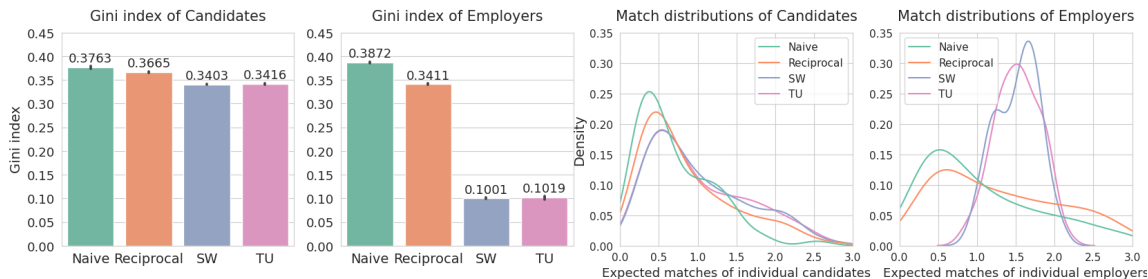 Gini index of Candidates
Gini index
0.45
0.40
0.35
0.30
0.25
0.20
0.15
0.10
0.05
0.00
0.3763
0.3665
0.3403
0.3416
Naive Reciprocal SW TU
Gini index of Employers
0.45
0.40
0.35
0.30
0.25
0.20
0.15
0.10
0.05
0.00
0.3872
0.3411
0.1001
0.1019
Naive Reciprocal SW TU
Match distributions of Candidates
Density
0.35
0.30
0.25
0.20
0.15
0.10
0.05
0.00
Naive
Reciprocal
SW
TU
0.0 0.5 1.0 1.5 2.0 2.5 3.0
Expected matches of individual candidates
Match distributions of Employers
0.35
0.30
0.25
0.20
0.15
0.10
0.05
0.00
Naive
Reciprocal
SW
TU
0.0 0.5 1.0 1.5 2.0 2.5 3.0
Expected matches of individual employers